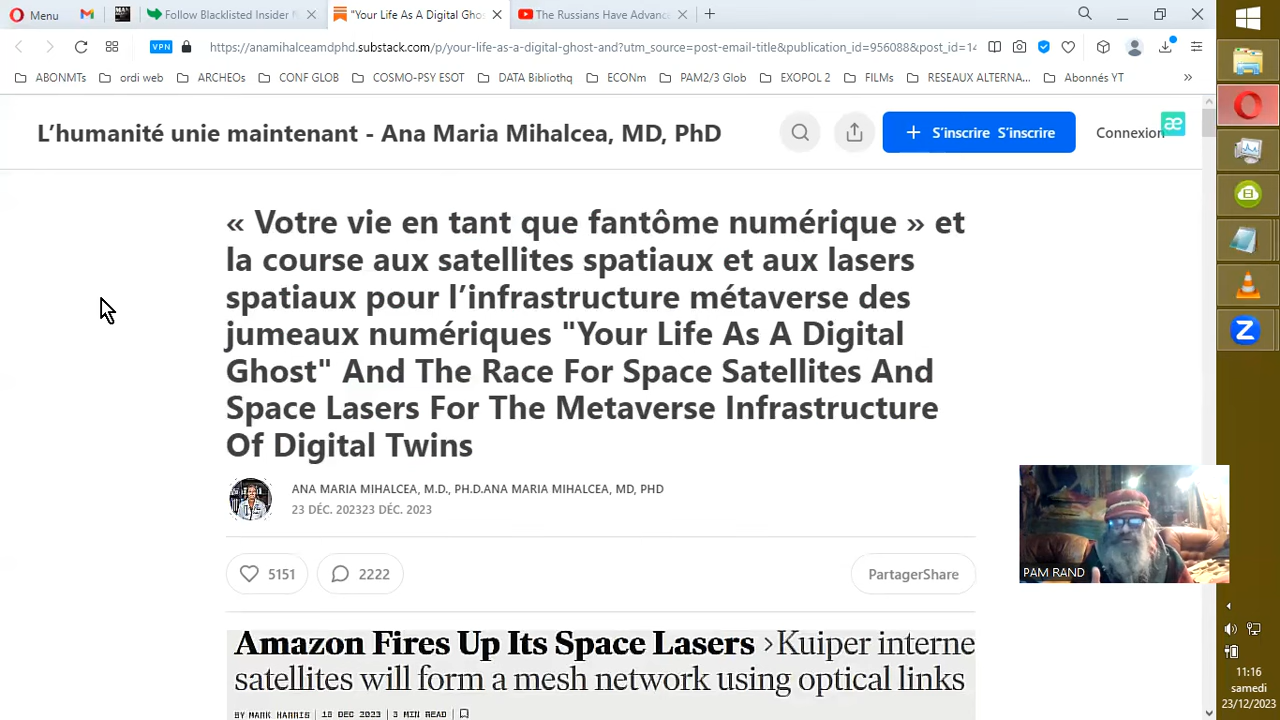 Menu
Follow Blacklisted Insider
"Your Life As A Digital Gho
The Russians Have Advanc
VPN
https://anamihalceamdphd.substack.com/p/your-life-as-a-digital-ghost-and?utm_source=post-email-title&publication_id=956088&post_id=14
ABONMTs
ordi web
ARCHEOs
CONF GLOB
COSMO-PSY ESOT
DATA Bibliothq
ECONm
PAM2/3 Glob
EXOPOL 2
FILMs
RESEAUX ALTERNA...
Abonnés YT
»
L’humanité unie maintenant - Ana Maria Mihalcea, MD, PhD
+ S’inscrire S’inscrire
Connexion
æ
« Votre vie en tant que fantôme numérique » et
la course aux satellites spatiaux et aux lasers
spatiaux pour l’infrastructure métaverse des
jumeaux numériques "Your Life As A Digital
Ghost" And The Race For Space Satellites And
Space Lasers For The Metaverse Infrastructure
Of Digital Twins
ANA MARIA MIHALCEA, M.D., PH.D.ANA MARIA MIHALCEA, MD, PHD
23 DÉC. 202323 DÉC. 2023
5151
2222
PartagerShare
Amazon Fires Up Its Space Lasers >Kuiper interne
satellites will form a mesh network using optical links
BY MARK HARRIS | 18 DEC 2023 | 3 MIN READ |
PAM RAND
11:16
samedi
23/12/2023